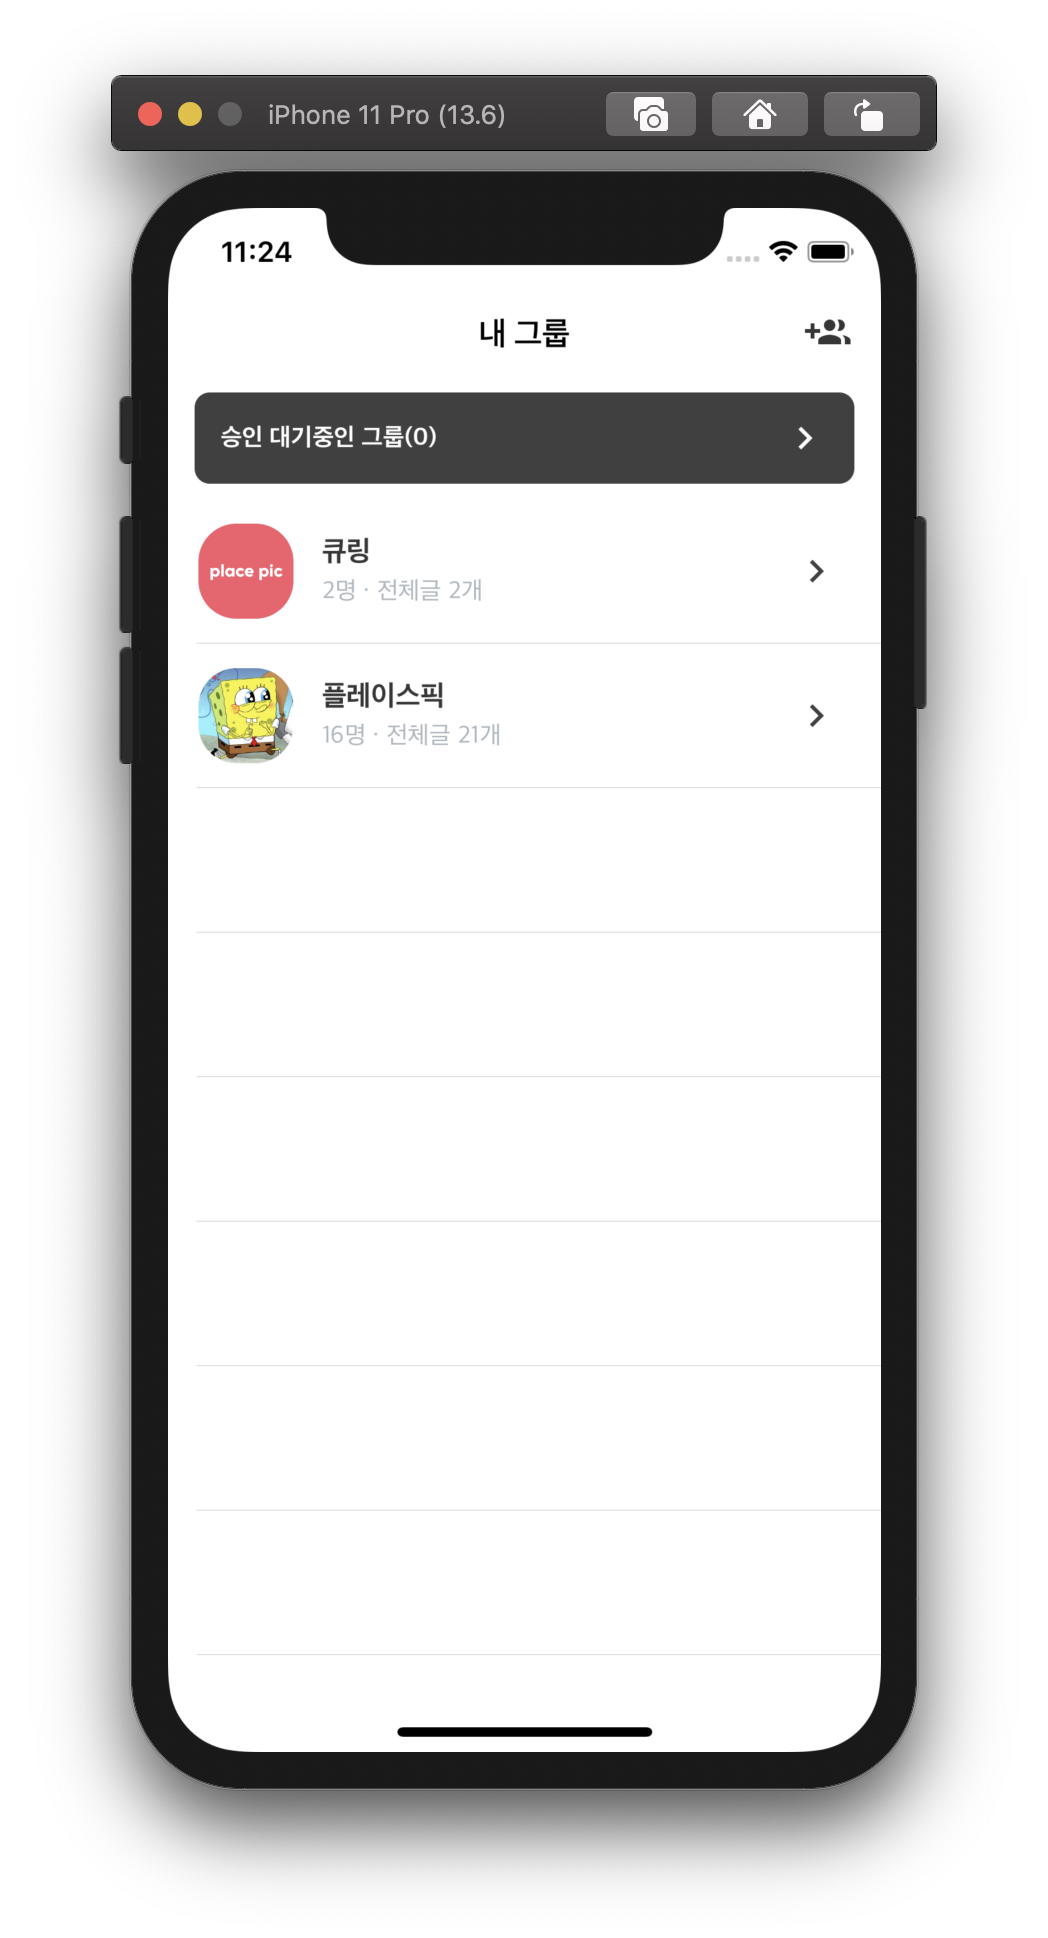 iPhone 11 Pro (13.6)
11:24
내 그룹
승인 대기중인 그룹(0)
place pic
큐링
2명 · 전체글 2개
플레이스픽
16명 · 전체글 21개